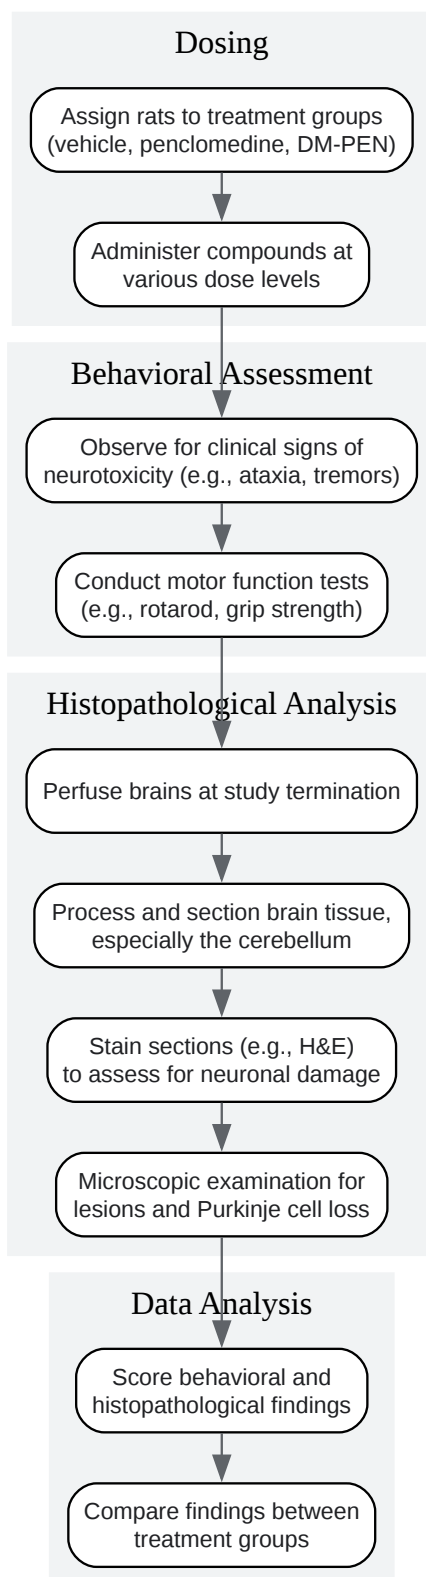 Dosing
Assign rats to treatment groups
(vehicle, penclomedine, DM-PEN)
Administer compounds at
various dose levels
Behavioral Assessment
Observe for clinical signs of
neurotoxicity (e.g., ataxia, tremors)
Conduct motor function tests
(e.g., rotarod, grip strength)
Histopathological Analysis
Perfuse brains at study termination
Process and section brain tissue,
especially the cerebellum
Stain sections (e.g., H&E)
to assess for neuronal damage
Microscopic examination for
lesions and Purkinje cell loss
Data Analysis
Score behavioral and
histopathological findings
Compare findings between
treatment groups